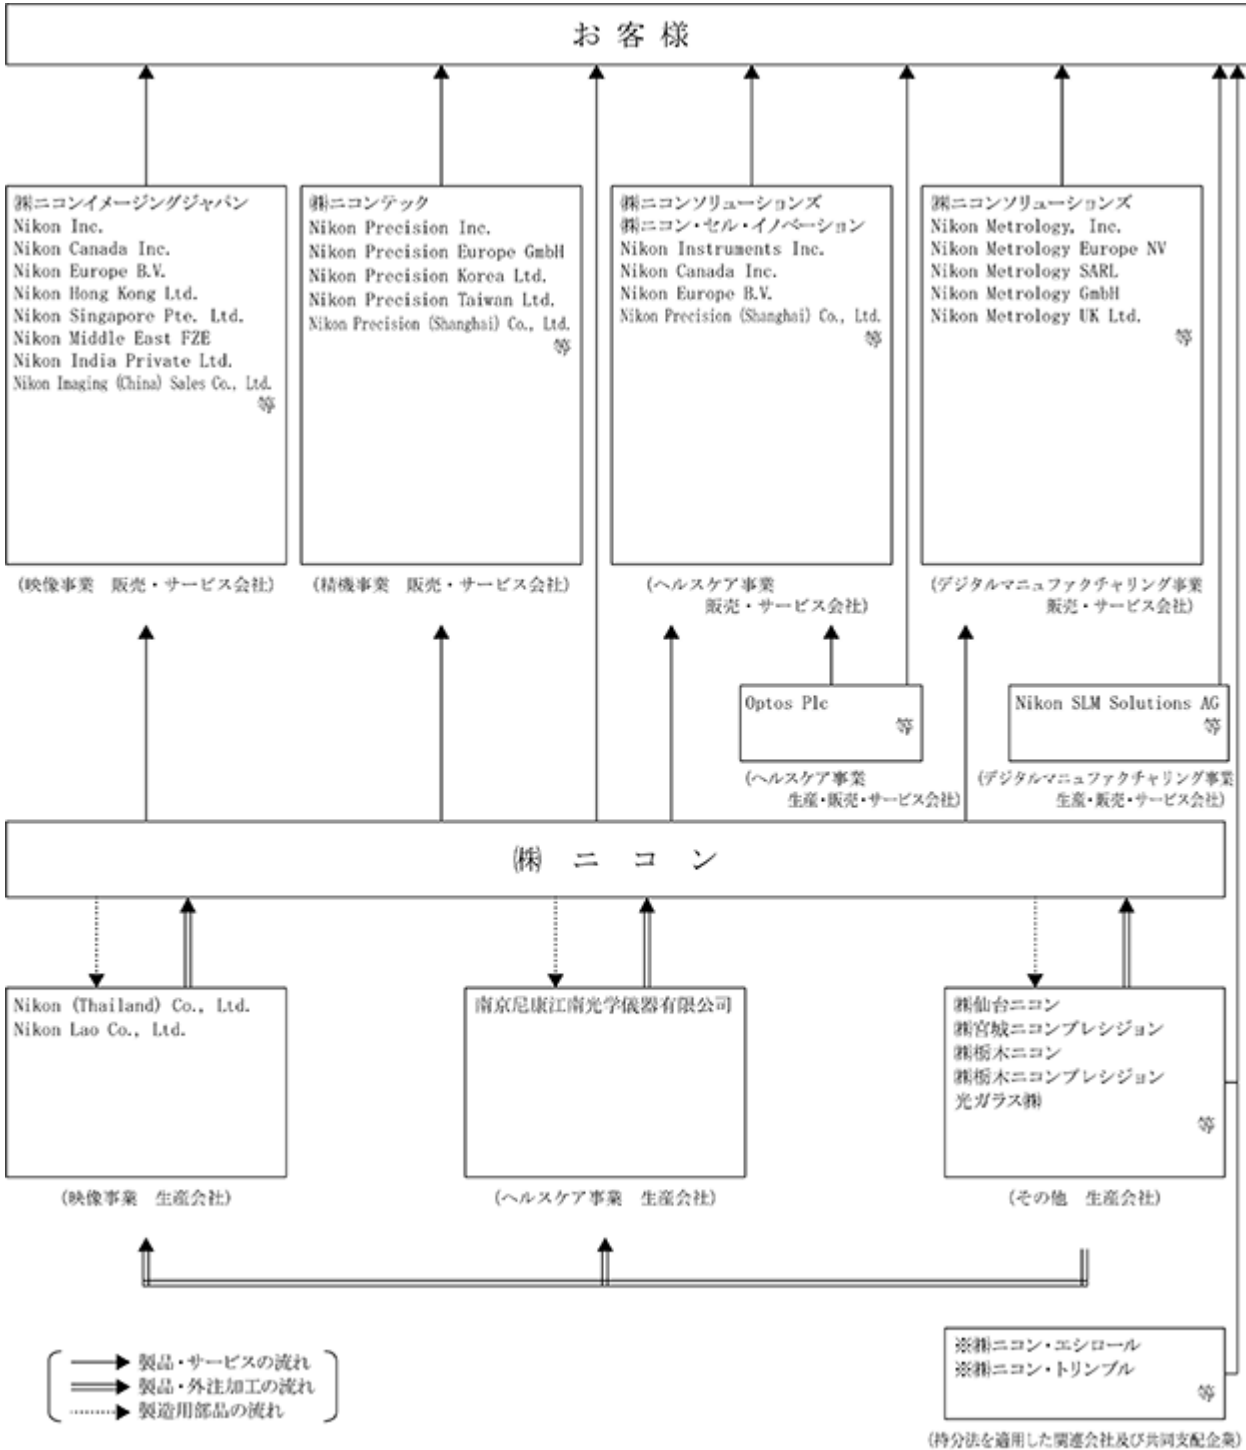 お客様
㈱ニコンイメージングジャパン
Nikon Inc.
Nikon Canada Inc.
Nikon Europe B.V.
Nikon Hong Kong Ltd.
Nikon Singapore Pte. Ltd.
Nikon Middle East FZE
Nikon India Private Ltd.
Nikon Imaging (China) Sales Co., Ltd.
等
(映像事業 販売・サービス会社)
㈱ニコンテック
Nikon Precision Inc.
Nikon Precision Europe GmbH
Nikon Precision Korea Ltd.
Nikon Precision Taiwan Ltd.
Nikon Precision (Shanghai) Co., Ltd.
等
(精機事業 販売・サービス会社)
㈱ニコンソリューションズ
㈱ニコン・セル・イノベーション
Nikon Instruments Inc.
Nikon Canada Inc.
Nikon Europe B.V.
Nikon Precision (Shanghai) Co., Ltd.
等
(ヘルスケア事業
販売・サービス会社)
㈱ニコンソリューションズ
Nikon Metrology, Inc.
Nikon Metrology Europe NV
Nikon Metrology SARL
Nikon Metrology GmbH
Nikon Metrology UK Ltd.
等
(デジタルマニュファクチャリング事業
販売・サービス会社)
Optos Plc
等
(ヘルスケア事業
生産・販売・サービス会社)
Nikon SLM Solutions AG
等
(デジタルマニュファクチャリング事業
生産・販売・サービス会社)
㈱ニコン
Nikon (Thailand) Co., Ltd.
Nikon Lao Co., Ltd.
(映像事業 生産会社)
南京尼康江南光学儀器有限公司
(ヘルスケア事業 生産会社)
㈱仙台ニコン
㈱宮城ニコンプレシジョン
㈱栃木ニコン
㈱栃木ニコンプレシジョン
光ガラス㈱
等
(その他 生産会社)
※㈱ニコン・エシロール
※㈱ニコン・トリンブル
等
(持分法を適用した関連会社及び共同支配企業)
製品・サービスの流れ
製品・外注加工の流れ
製造用部品の流れ